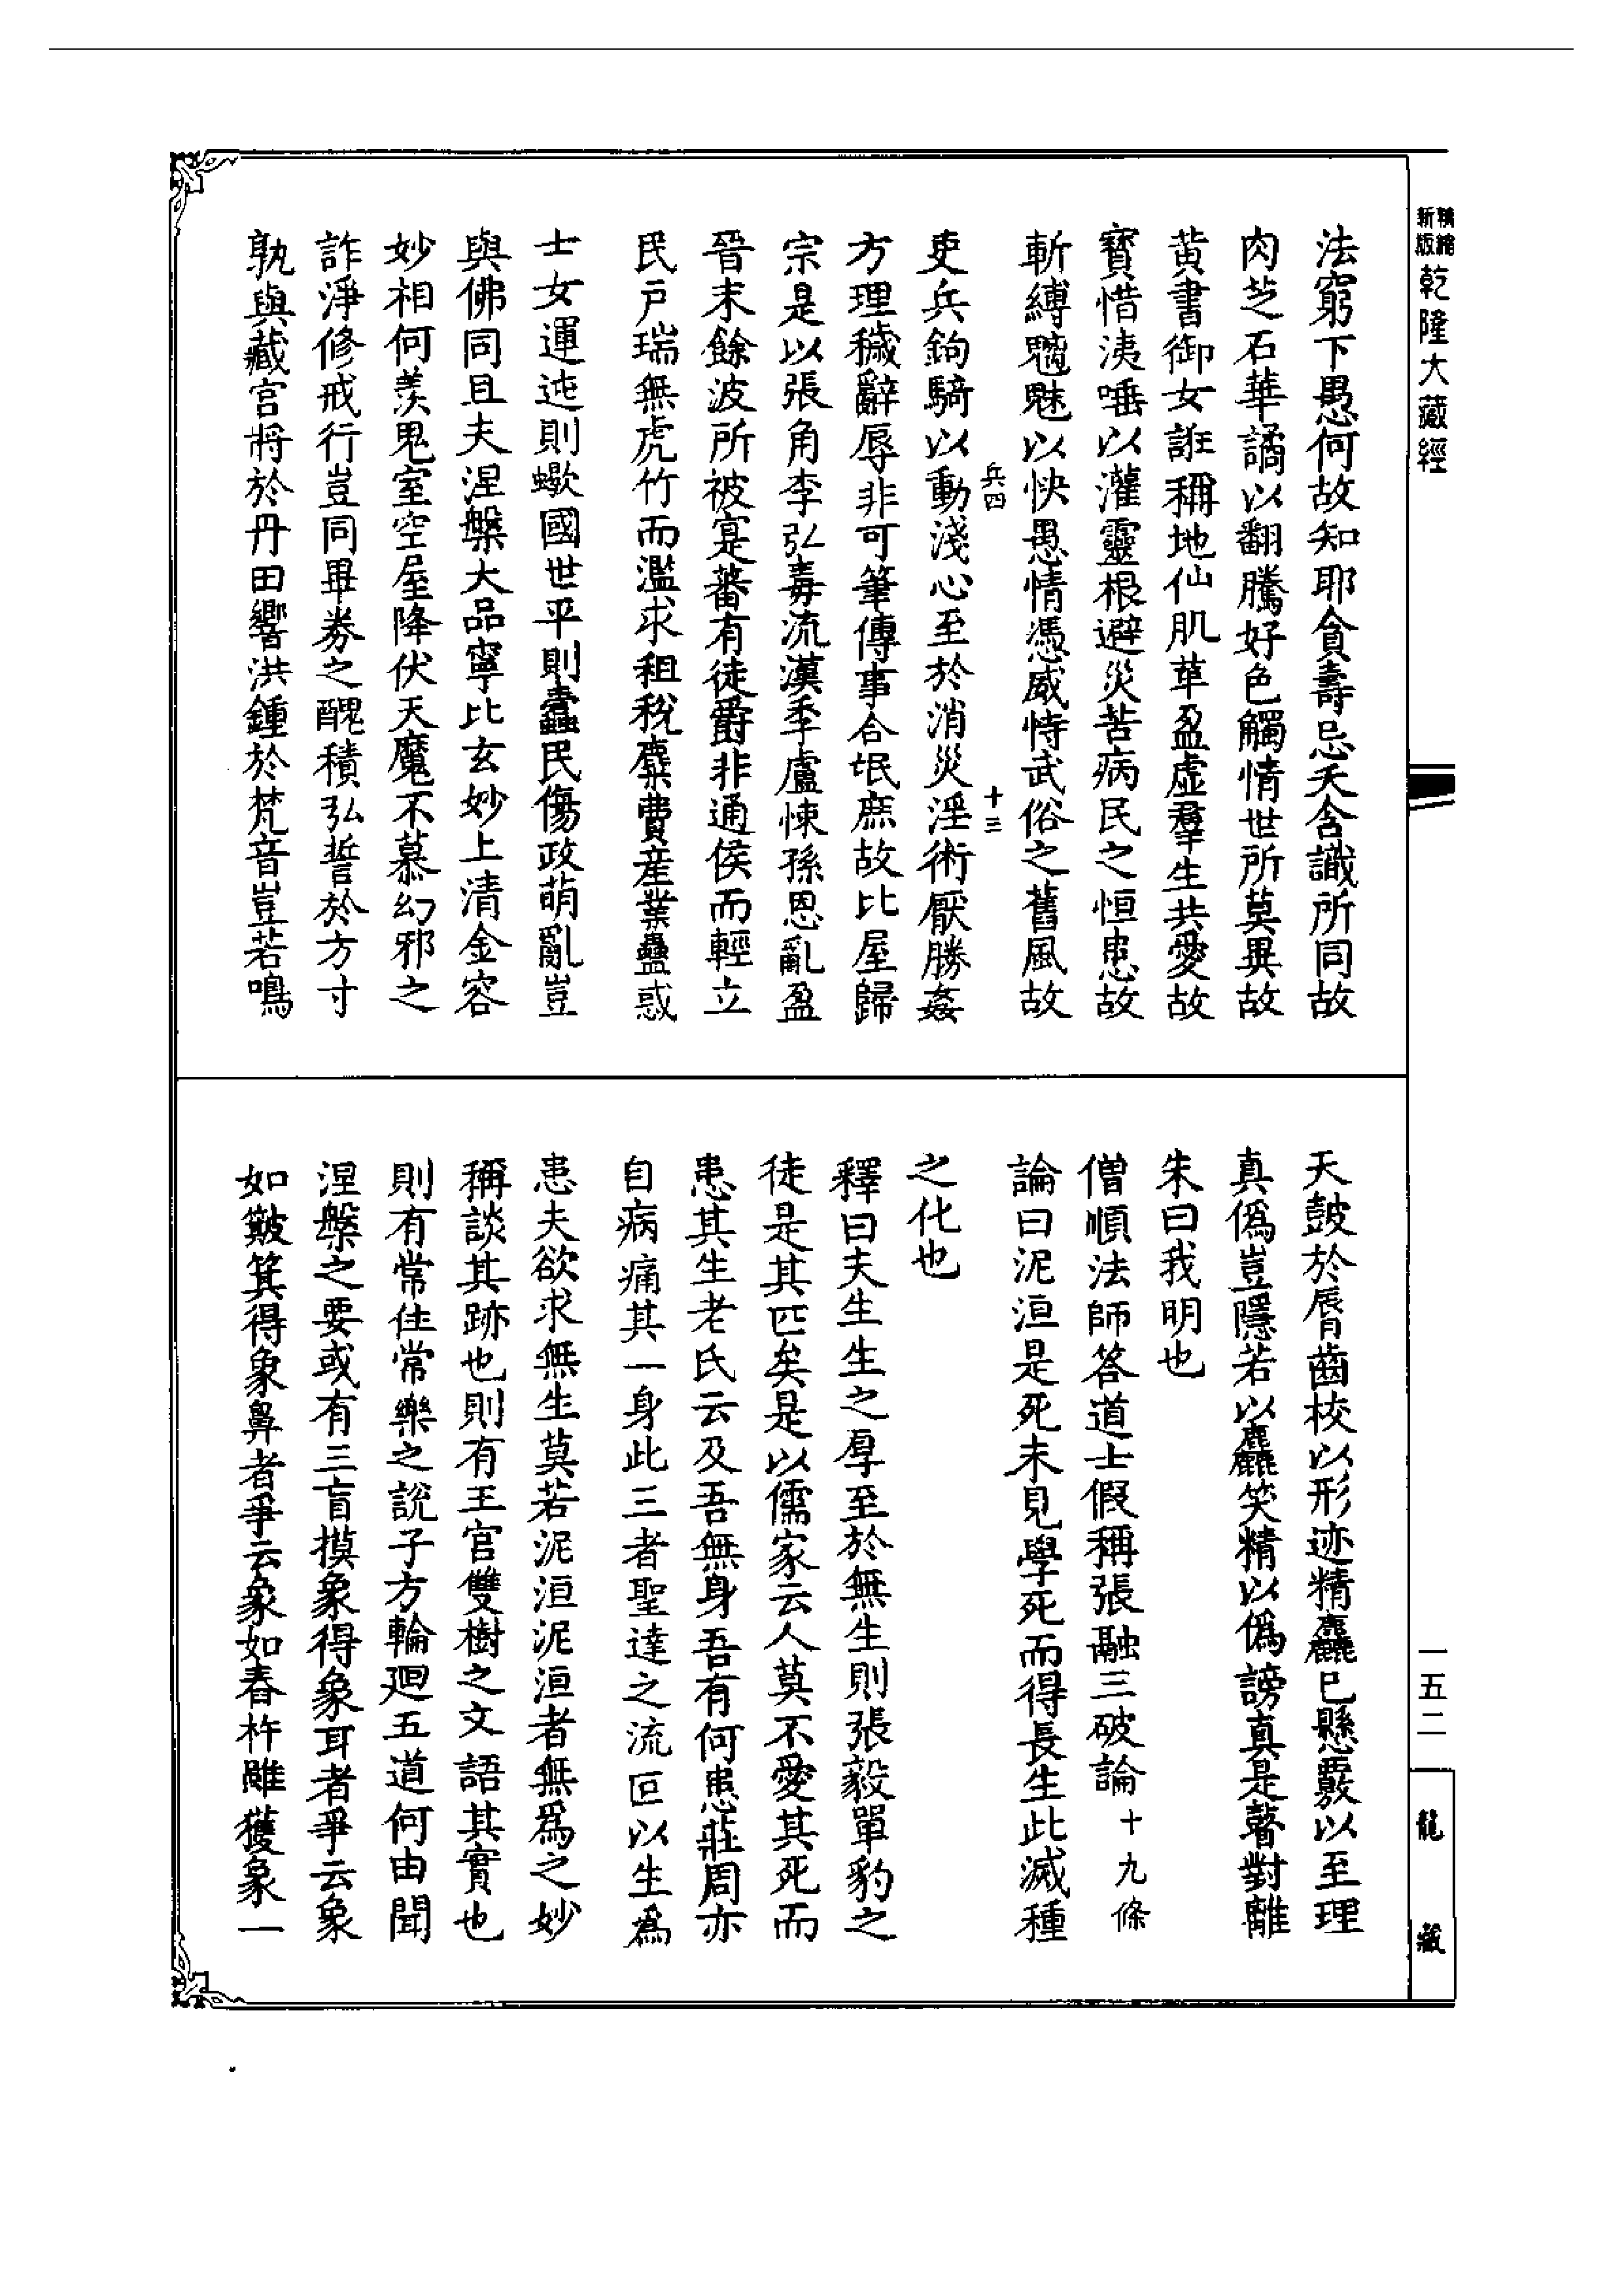 精繪
新版
乾隆大藏經
法窮下愚何故知耶貪壽忌夭含識所同故
肉芝石華譎以翻騰好色觸情世所莫異故
黃書御女誑稱地仙肌革盈虛羣生共愛故
寳惜洟唾以灌靈根避災苦病民之恒患故
斬縛魑魅以快愚情憑威恃武俗之舊風故
兵四
十三
吏兵鉤騎以動淺心至於消災淫術厭勝姦
方理穢辭辱非可筆傳事合氓庶故比屋歸
宗是以張角李弘毒流漢季盧悚孫恩亂盈
晉末餘波所被寔蕃有徒爵非通侯而輕立
民戶瑞無虎竹而濫求租稅糜費産業蠱惑
士女運迍則蠍國世平則蠹民傷政萌亂豈
與佛同且夫涅槃大品寧比玄妙上清金容
妙相何羨鬼室空屋降伏天魔不慕幻邪之
詐淨修戒行豈同畢券之醜積弘誓於方寸
孰與藏宮將於丹田響洪鍾於梵音豈若鳴
天鼓於脣齒校以形迹精麤已懸覈以至理
真僞豈隱若以麤笑精以僞謗真是瞽對離
朱曰我明也
僧順法師答道士假稱張融三破論十九條
論曰泥洹是死未見學死而得長生此滅種
之化也
釋曰夫生生之厚至於無生則張毅單豹之
徒是其匹矣是以儒家云人莫不愛其死而
患其生老氏云及吾無身吾有何患莊周亦
自病痛其一身此三者聖達之流叵以生爲
患夫欲求無生莫若泥洹泥洹者無爲之妙
稱談其跡也則有王宮雙樹之文語其實也
則有常住常樂之說子方輪廻五道何由聞
涅槃之要或有三盲摸象得象耳者爭云象
如簸箕得象鼻者爭云象如舂杵雖獲象一
一五二
龍
藏